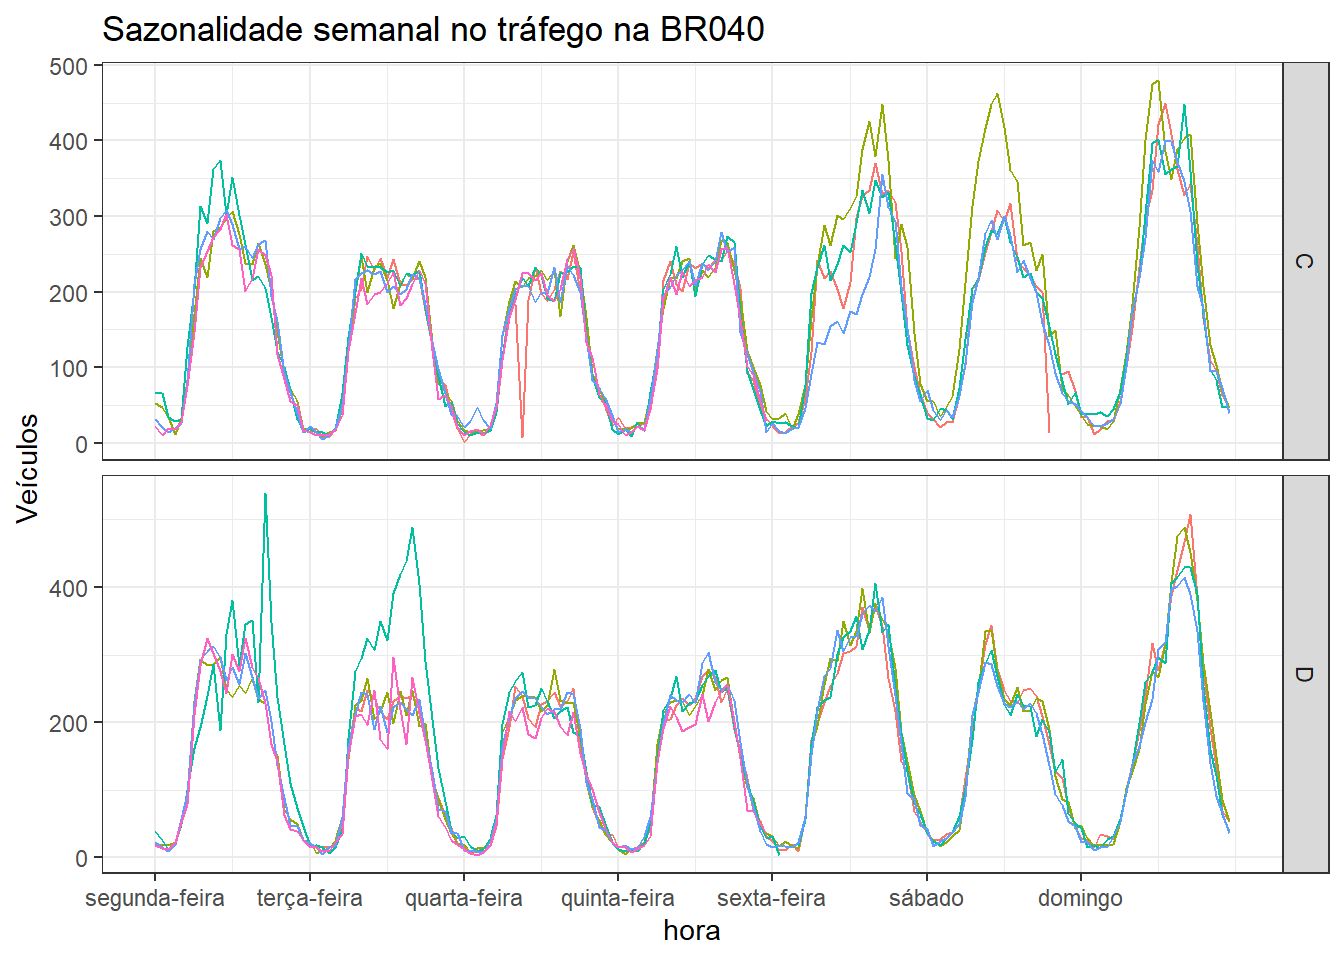 Sazonalidade semanal no tráfego na BR040
500
400
300
200
100
0
C
Veículos
400
200
0
D
segunda-feira terça-feira quarta-feira quinta-feira sexta-feira sábado domingo
hora